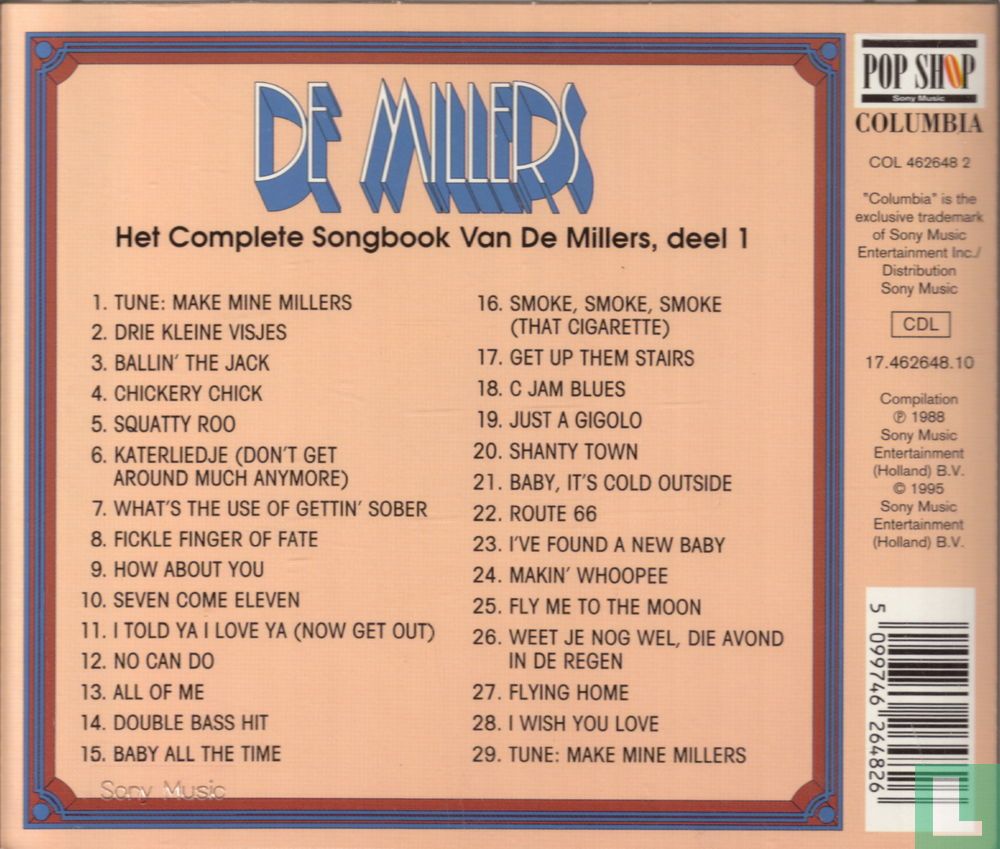 DE MILLERS
Het Complete Songbook Van De Millers, deel 1
1. TUNE: MAKE MINE MILLERS
2. DRIE KLEINE VISJES
3. BALLIN' THE JACK
4. CHICKERY CHICK
5. SQUATTY ROO
6. KATERLIEDJE (DON'T GET
AROUND MUCH ANYMORE)
7. WHAT'S THE USE OF GETTIN' SOBER
8. FICKLE FINGER OF FATE
9. HOW ABOUT YOU
10. SEVEN COME ELEVEN
11. I TOLD YA I LOVE YA (NOW GET OUT)
12. NO CAN DO
13. ALL OF ME
14. DOUBLE BASS HIT
15. BABY ALL THE TIME
16. SMOKE, SMOKE, SMOKE
(THAT CIGARETTE)
17. GET UP THEM STAIRS
18. C JAM BLUES
19. JUST A GIGOLO
20. SHANTY TOWN
21. BABY, IT'S COLD OUTSIDE
22. ROUTE 66
23. I'VE FOUND A NEW BABY
24. MAKIN' WHOOPEE
25. FLY ME TO THE MOON
26. WEET JE NOG WEL, DIE AVOND
IN DE REGEN
27. FLYING HOME
28. I WISH YOU LOVE
29. TUNE: MAKE MINE MILLERS
Sony Music
POP SHOP
Sony Music
COLUMBIA
COL 462648 2
"Columbia" is the
exclusive trademark
of Sony Music
Entertainment Inc./
Distribution
Sony Music
CDL
17.462648.10
Compilation
℗ 1988
Sony Music
Entertainment
(Holland) B.V.
© 1995
Sony Music
Entertainment
(Holland) B.V.
5 099746 264826
L